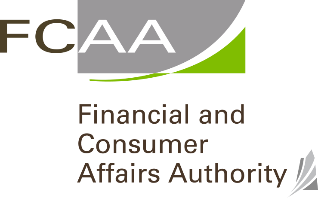 FCAA
Financial and
Consumer
Affairs Authority